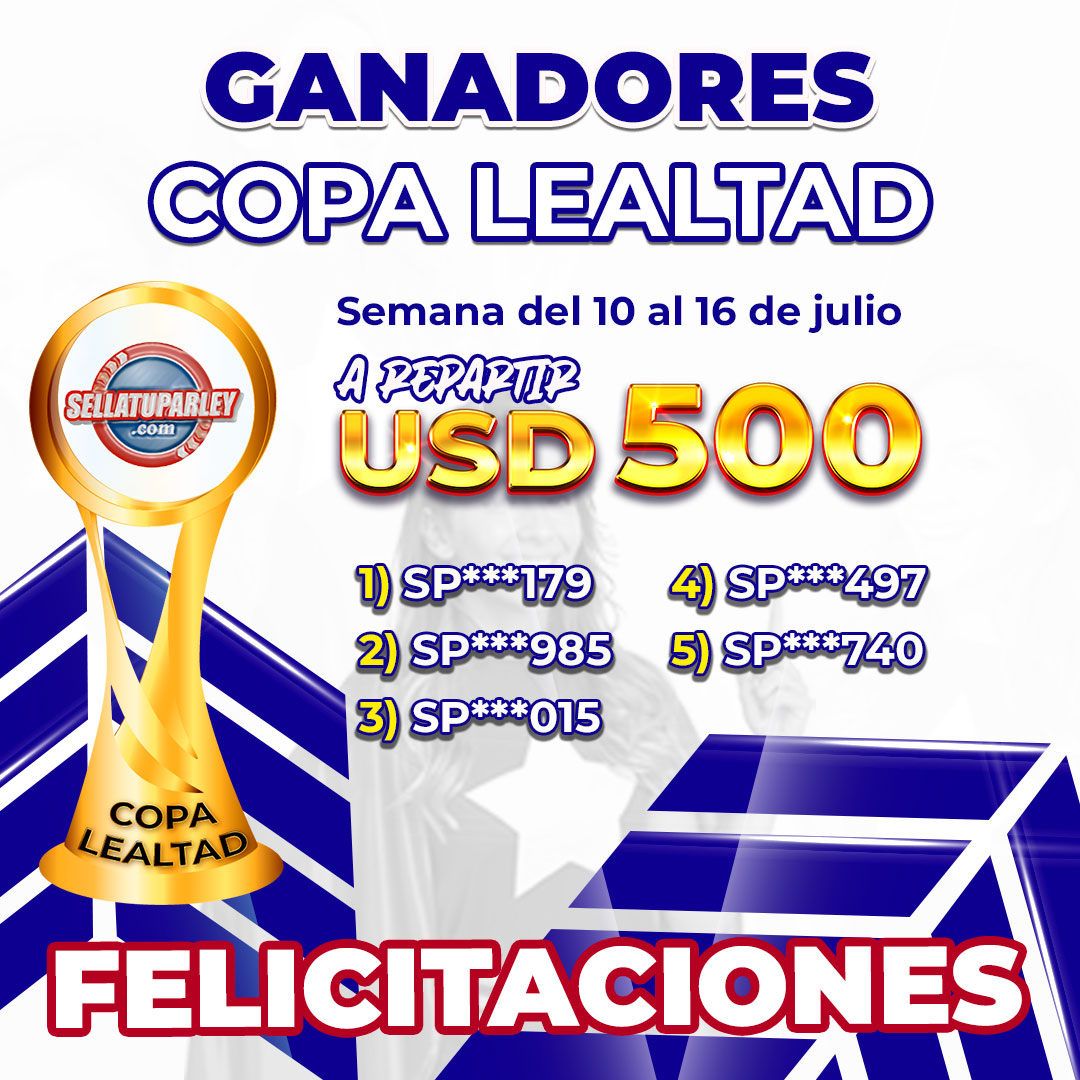 GANADORES
COPA LEALTAD
Semana del 10 al 16 de julio
A REPARTIR
USD 500
SELLATUPARLEY
.com
1) SP***179
2) SP***985
3) SP***015
4) SP***497
5) SP***740
COPA
LEALTAD
FELICITACIONES